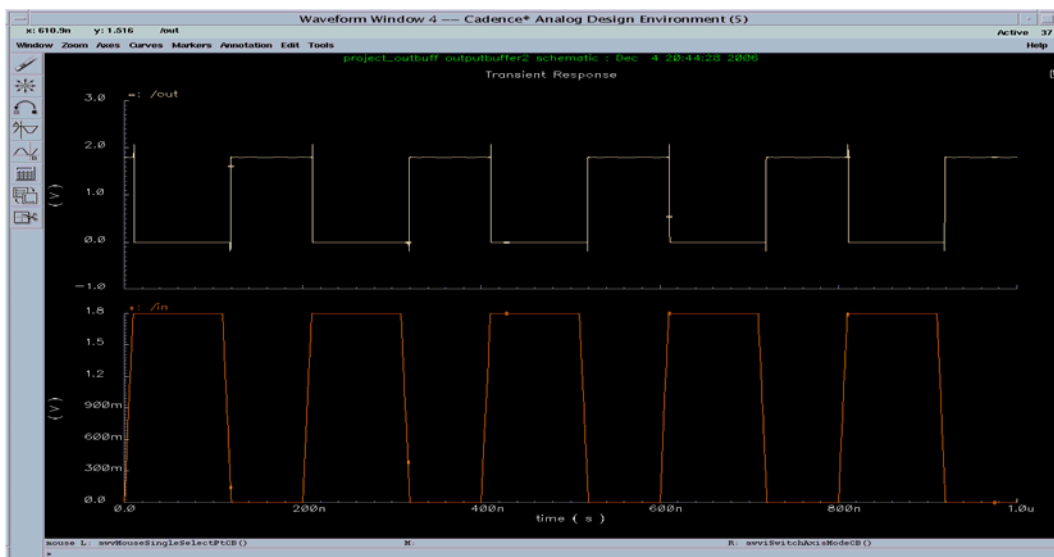 Waveform Window 4 —— Cadence* Analog Design Environment (5)
x: 610.9n y: 1.516 /out
Active 37
Window Zoom Axes Curves Markers Annotation Edit Tools
Help
project_outbuff outputbuffer2 schematic : Dec 4 20:44:28 2006
Transient Response
: /out
3.0
2.0
1.0
0.0
-1.0
(V)
: /in
1.8
1.5
1.2
900m
600m
300m
0.0
(V)
0.0 200n 400n 600n 800n 1.0u
time ( s )
mouse L: awvMouseSingleSelectPtCB() M: R: awviSwitchAxisModeCB()
>